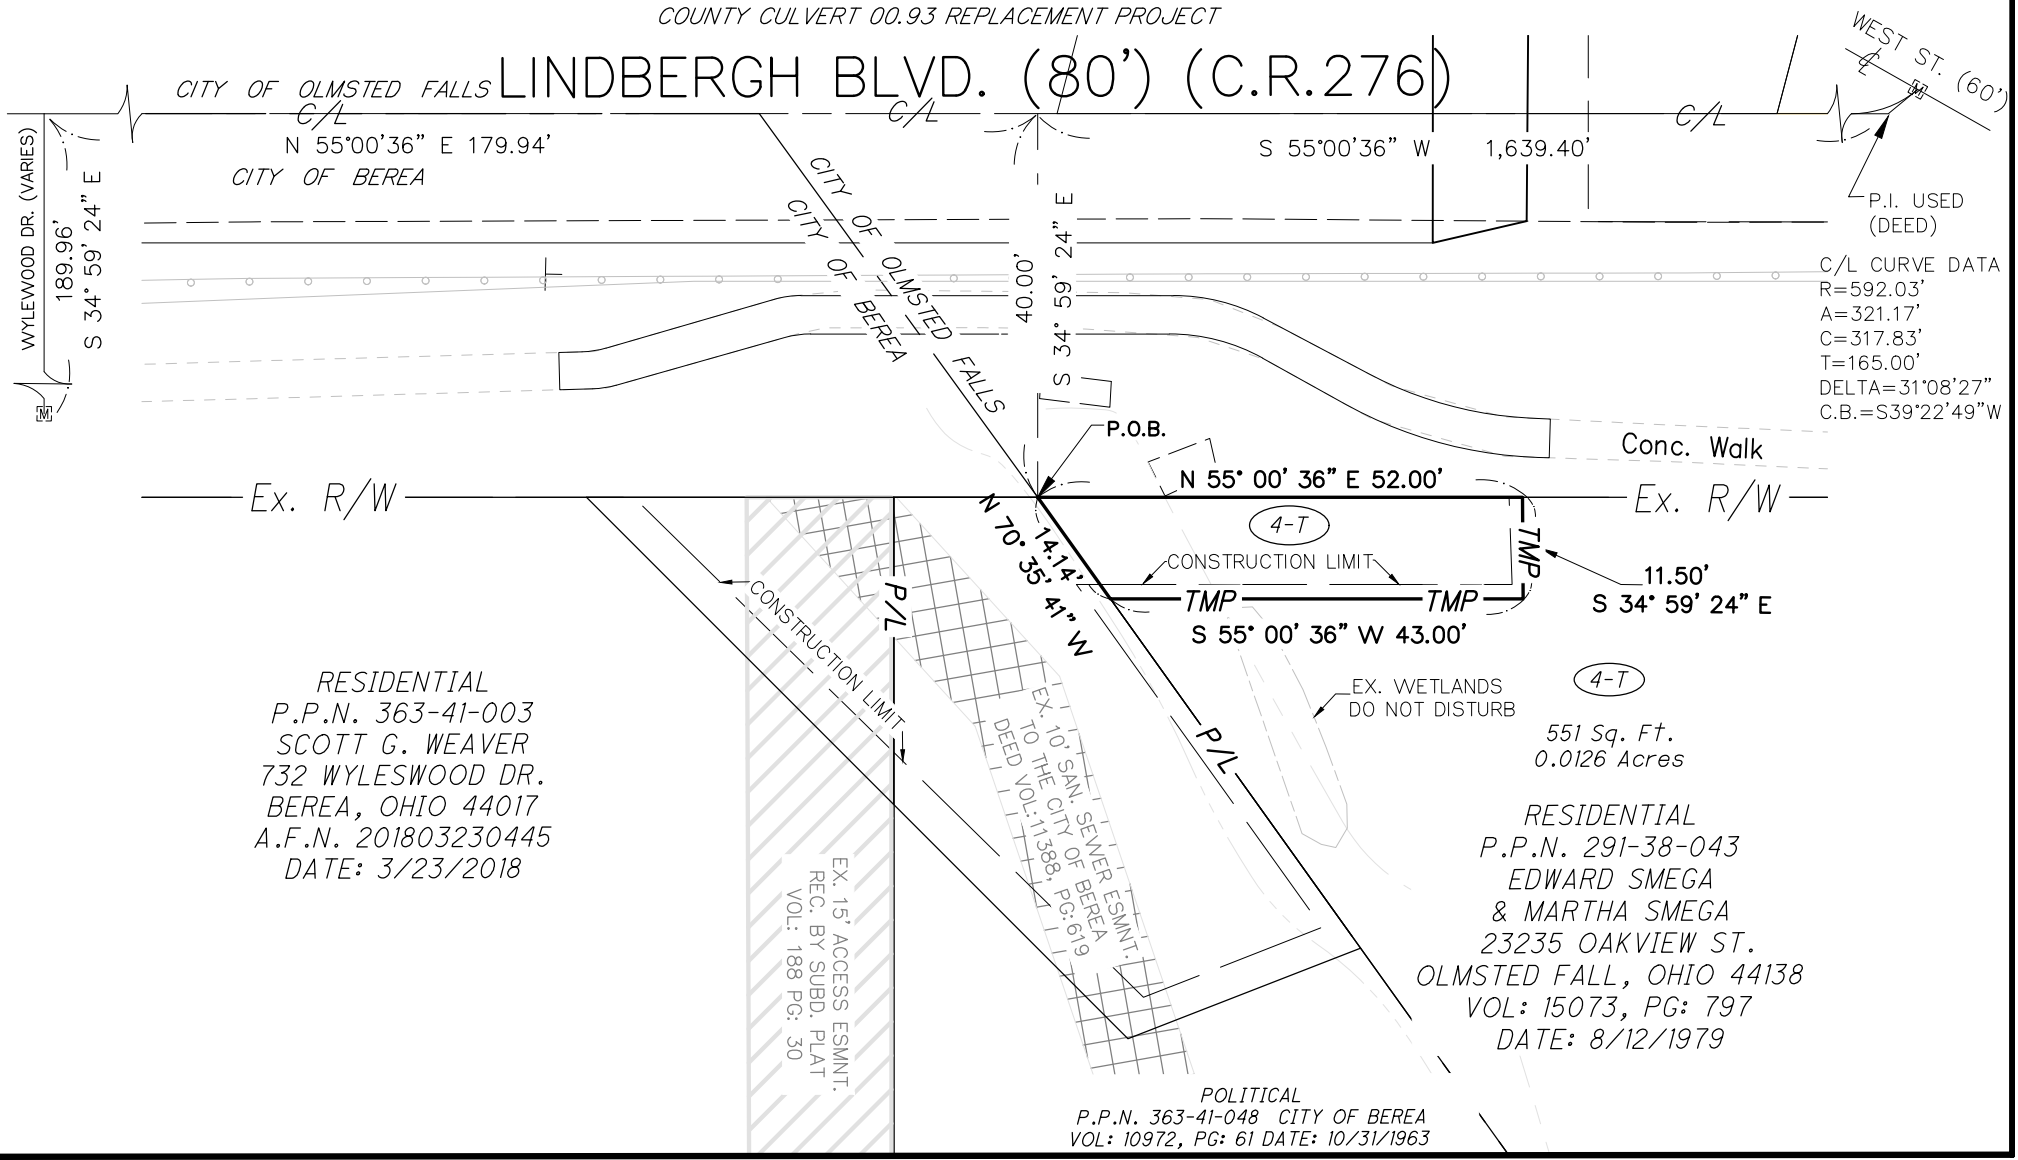 COUNTY CULVERT 00.93 REPLACEMENT PROJECT
LINDBERGH BLVD. (80') (C.R.276)
WEST ST. (60')
C/L
M
CITY OF OLMSTED FALLS
C/L
C/L
C/L
N 55°00'36" E 179.94'
S 55°00'36" W 1,639.40'
CITY OF BEREA
WYLEWOOD DR. (VARIES)
189.96'
S 34° 59' 24" E
M
CITY OF OLMSTED FALLS
CITY OF BEREA
40.00'
S 34° 59' 24" E
P.I. USED
(DEED)
C/L CURVE DATA
R=592.03'
A=321.17'
C=317.83'
T=165.00'
DELTA=31°08'27"
C.B.=S39°22'49"W
P.O.B.
Conc. Walk
N 55° 00' 36" E 52.00'
Ex. R/W
Ex. R/W
4-T
CONSTRUCTION LIMIT
TMP
11.50'
S 34° 59' 24" E
TMP
TMP
S 55° 00' 36" W 43.00'
14.14'
N 70° 35' 41" W
P/L
CONSTRUCTION LIMIT
P/L
EX. WETLANDS
DO NOT DISTURB
4-T
551 Sq. Ft.
0.0126 Acres
RESIDENTIAL
P.P.N. 363-41-003
SCOTT G. WEAVER
732 WYLESWOOD DR.
BEREA, OHIO 44017
A.F.N. 201803230445
DATE: 3/23/2018
EX. 15' ACCESS ESMNT.
REC. BY SUBD. PLAT
VOL: 188 PG: 30
EX. 10' SAN. SEWER ESMNT.
TO THE CITY OF BEREA
DEED VOL:11388, PG:619
RESIDENTIAL
P.P.N. 291-38-043
EDWARD SMEGA
& MARTHA SMEGA
23235 OAKVIEW ST.
OLMSTED FALL, OHIO 44138
VOL: 15073, PG: 797
DATE: 8/12/1979
POLITICAL
P.P.N. 363-41-048 CITY OF BEREA
VOL: 10972, PG: 61 DATE: 10/31/1963